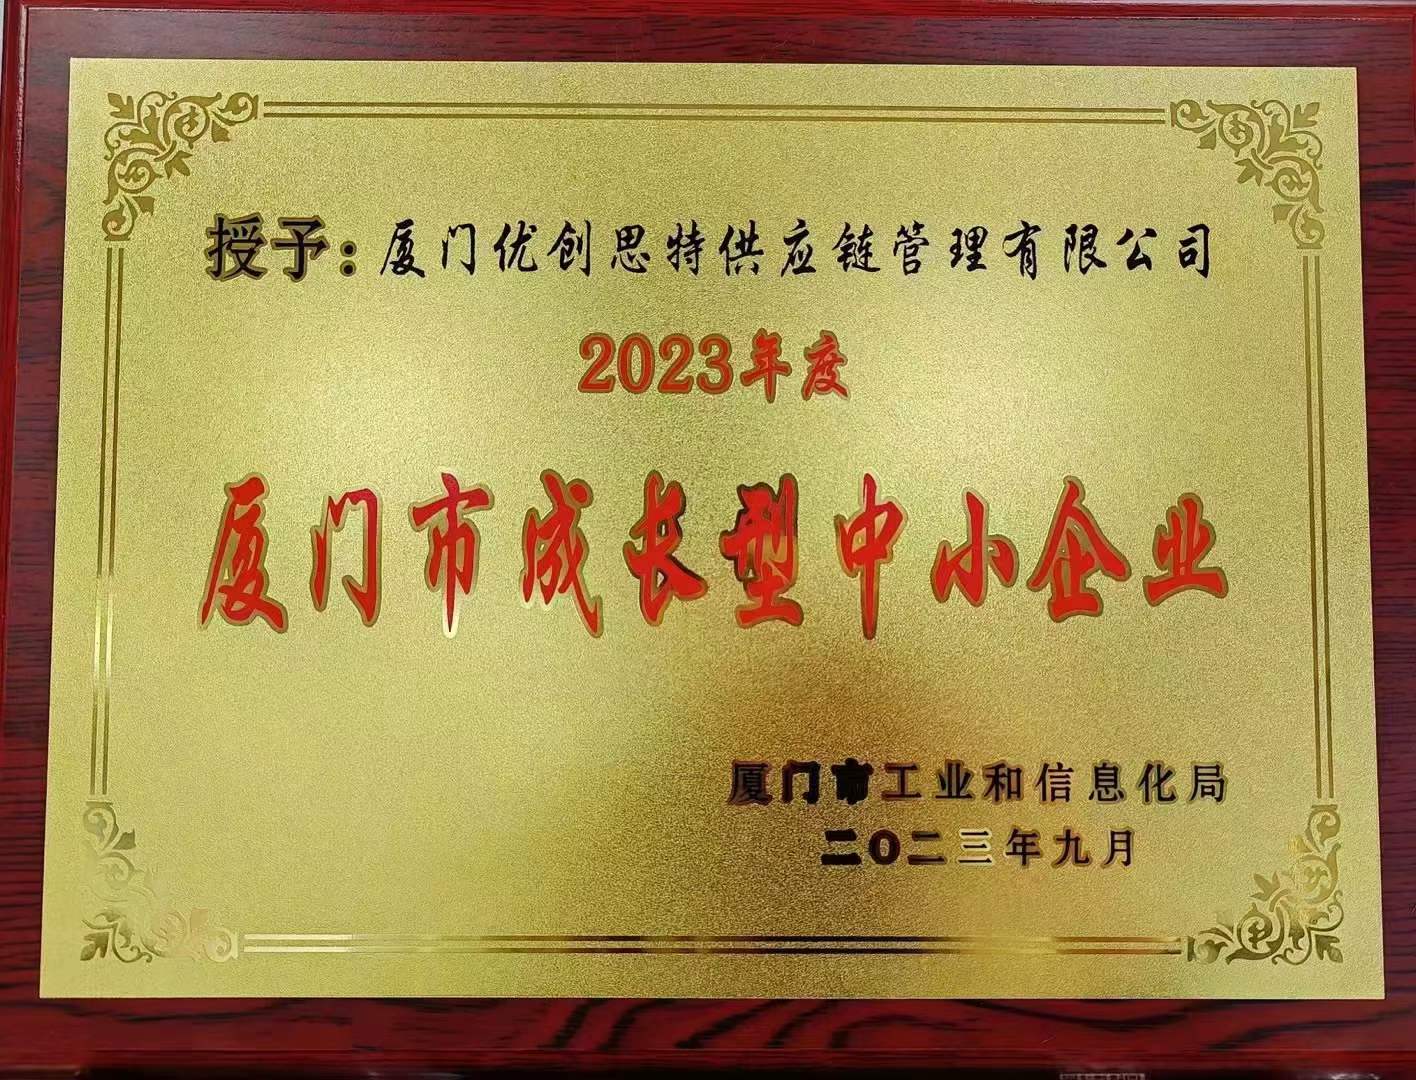 授予:厦门优创思特供应链管理有限公司
2023年度
厦门市成长型中小企业
厦门市工业和信息化局
二〇二三年九月